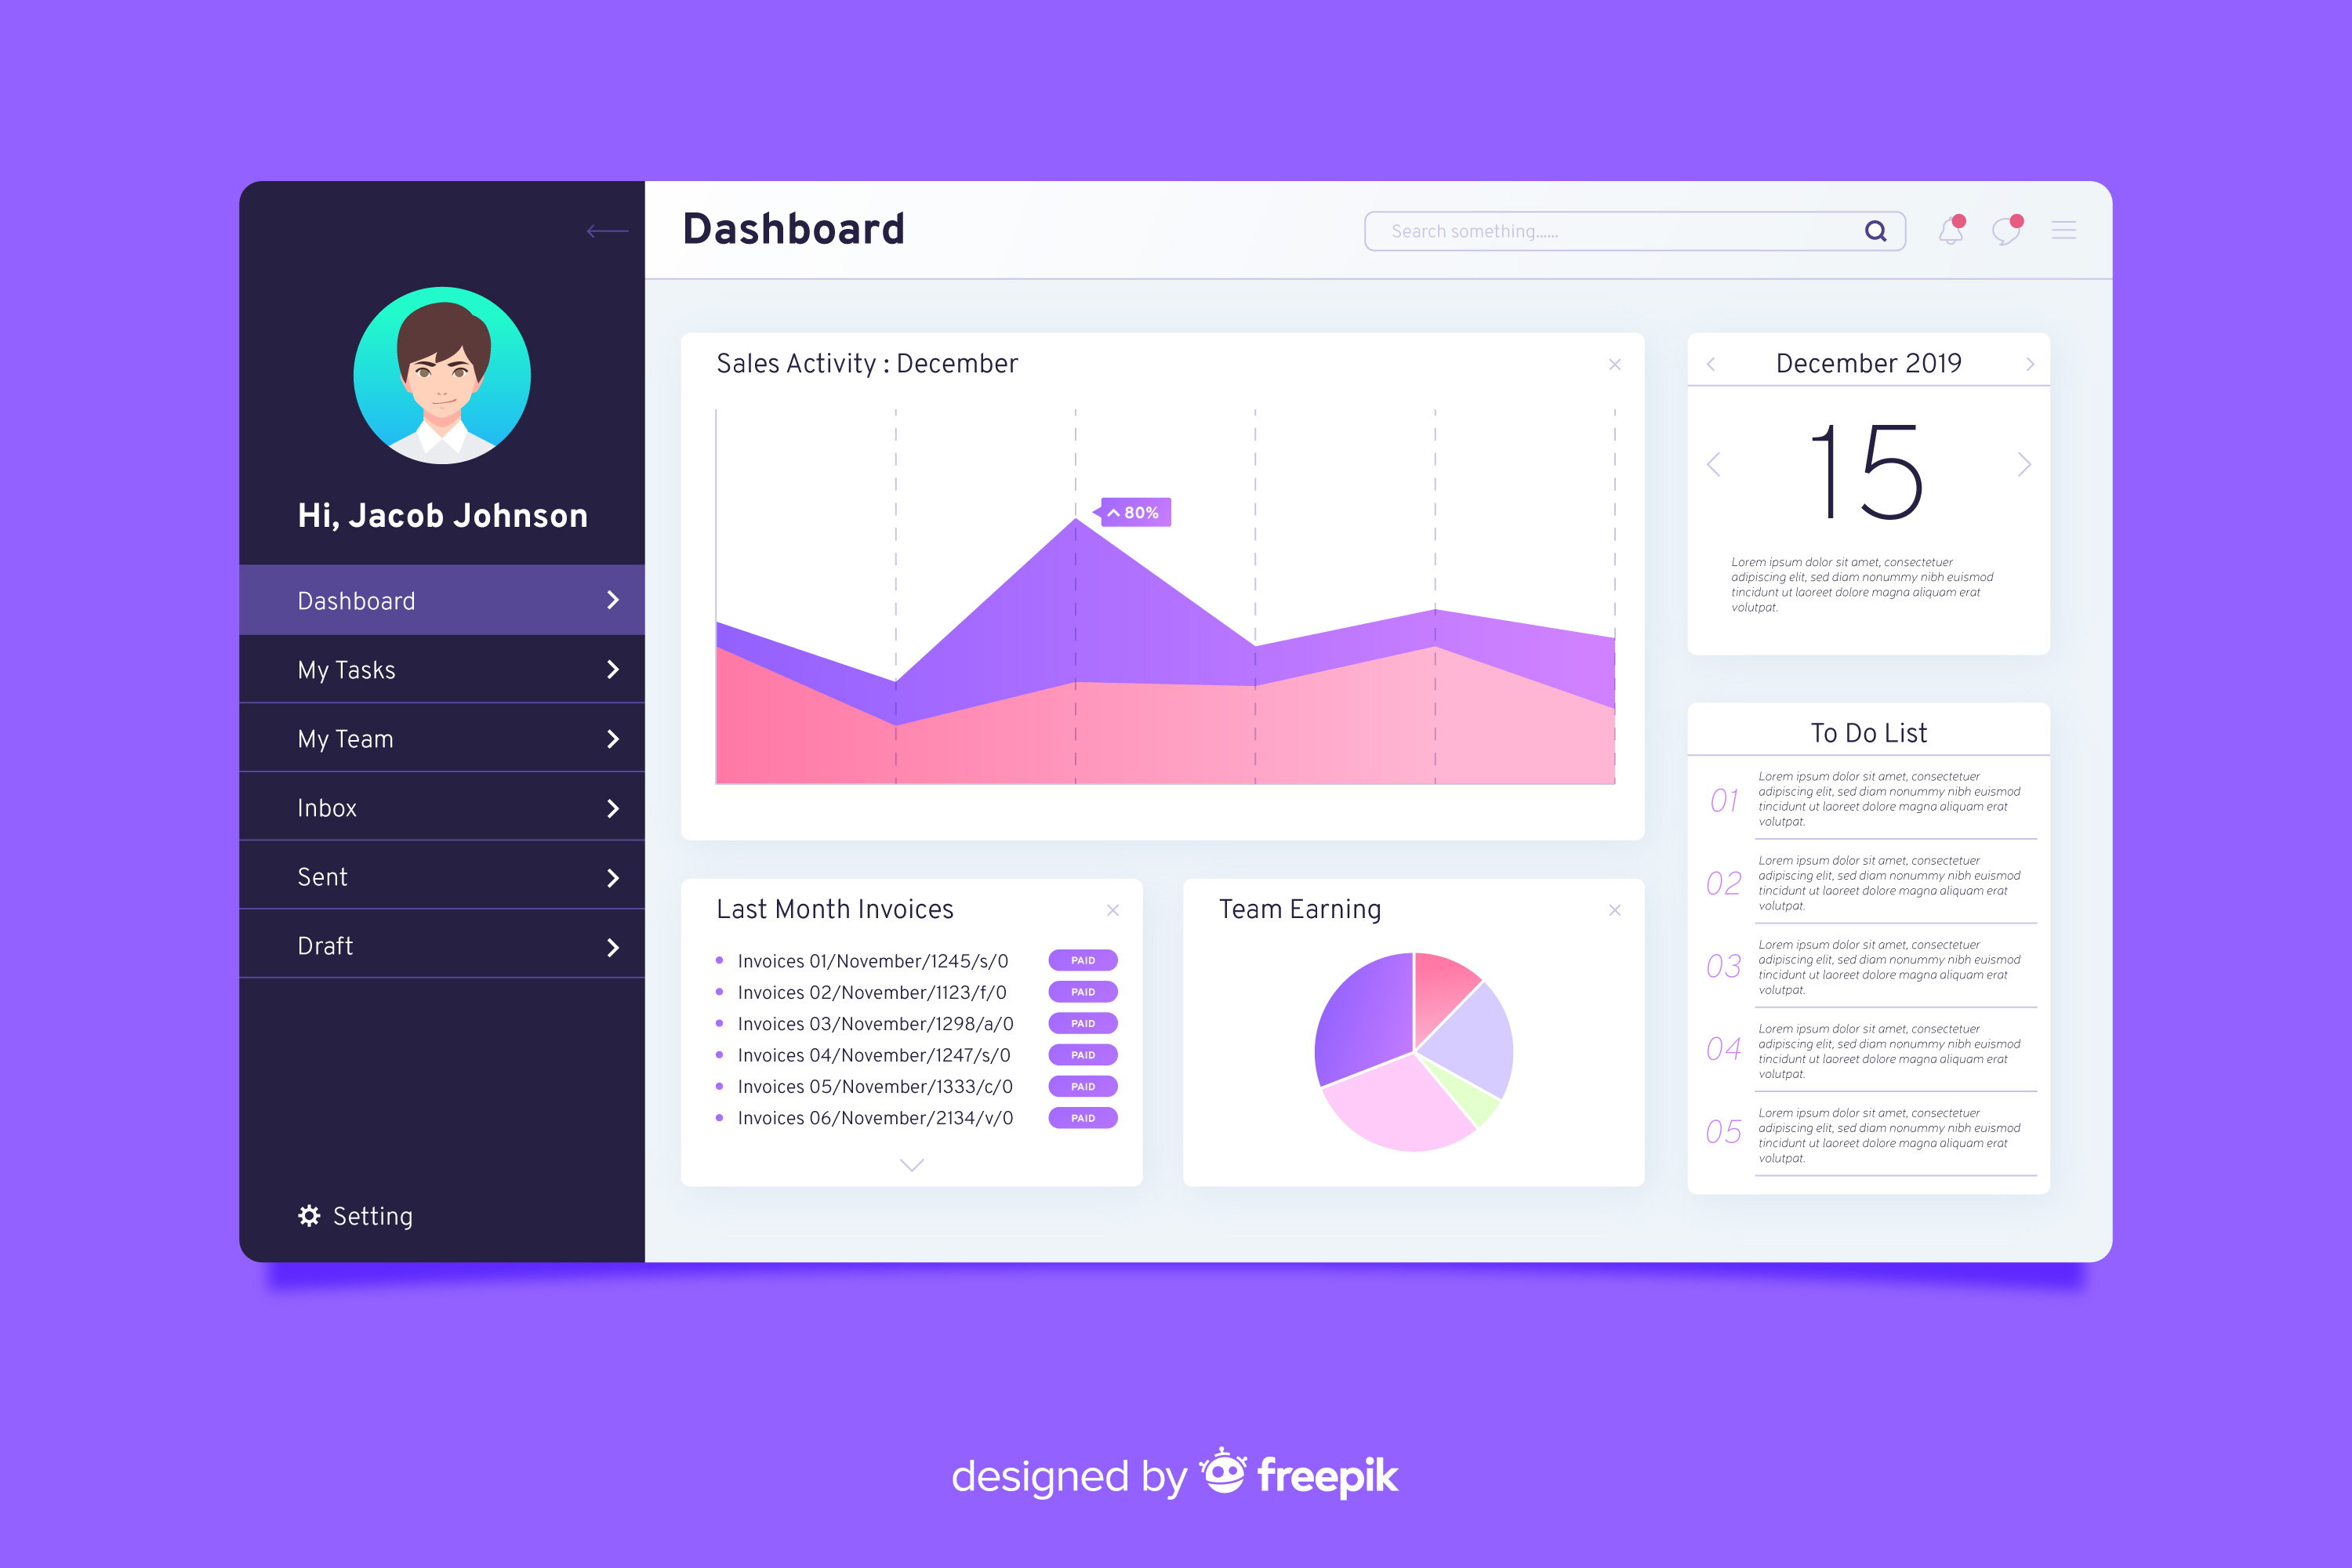 Dashboard
Search something......
Hi, Jacob Johnson
Dashboard
My Tasks
My Team
Inbox
Sent
Draft
Setting
Sales Activity : December
80%
December 2019
15
Lorem ipsum dolor sit amet, consectetuer
adipiscing elit, sed diam nonummy nibh euismod
tincidunt ut laoreet dolore magna aliquam erat
volutpat.
Last Month Invoices
Invoices 01/November/1245/s/0 PAID
Invoices 02/November/1123/f/0 PAID
Invoices 03/November/1298/a/0 PAID
Invoices 04/November/1247/s/0 PAID
Invoices 05/November/1333/c/0 PAID
Invoices 06/November/2134/v/0 PAID
Team Earning
To Do List
01
Lorem ipsum dolor sit amet, consectetuer
adipiscing elit, sed diam nonummy nibh euismod
tincidunt ut laoreet dolore magna aliquam erat
volutpat.
02
Lorem ipsum dolor sit amet, consectetuer
adipiscing elit, sed diam nonummy nibh euismod
tincidunt ut laoreet dolore magna aliquam erat
volutpat.
03
Lorem ipsum dolor sit amet, consectetuer
adipiscing elit, sed diam nonummy nibh euismod
tincidunt ut laoreet dolore magna aliquam erat
volutpat.
04
Lorem ipsum dolor sit amet, consectetuer
adipiscing elit, sed diam nonummy nibh euismod
tincidunt ut laoreet dolore magna aliquam erat
volutpat.
05
Lorem ipsum dolor sit amet, consectetuer
adipiscing elit, sed diam nonummy nibh euismod
tincidunt ut laoreet dolore magna aliquam erat
volutpat.
designed by freepik